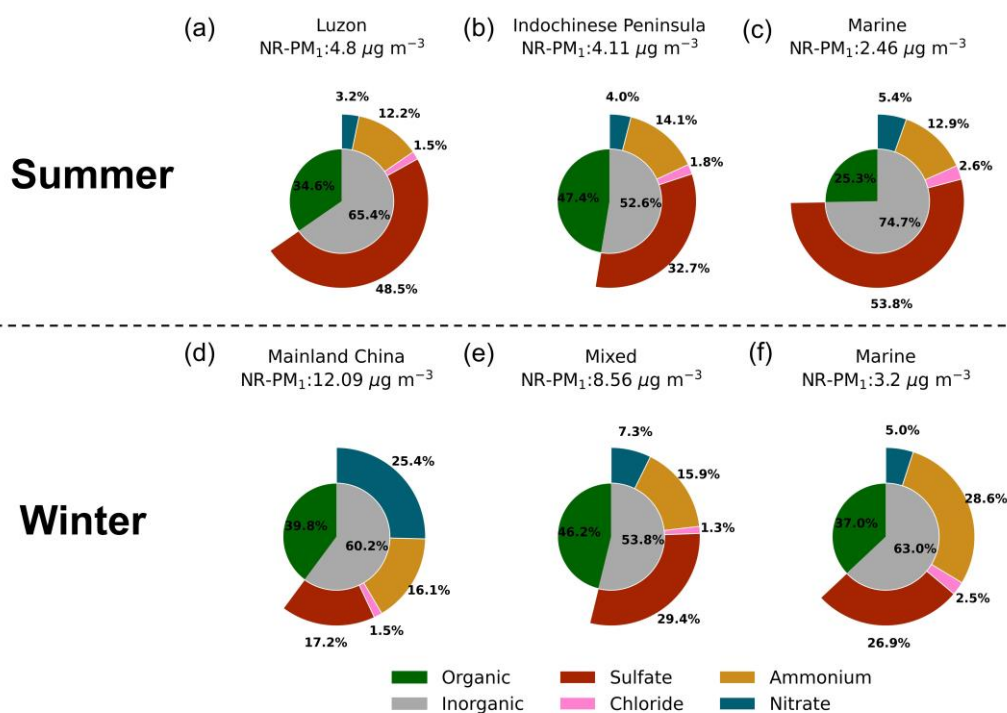 (a) Luzon
NR-PM₁:4.8 μg m⁻³
3.2%
12.2%
1.5%
34.6%
65.4%
48.5%
(b) Indochinese Peninsula
NR-PM₁:4.11 μg m⁻³
4.0%
14.1%
1.8%
47.4%
52.6%
32.7%
(c) Marine
NR-PM₁:2.46 μg m⁻³
5.4%
12.9%
2.6%
25.3%
74.7%
53.8%
Summer
(d) Mainland China
NR-PM₁:12.09 μg m⁻³
25.4%
39.8%
60.2%
16.1%
1.5%
17.2%
(e) Mixed
NR-PM₁:8.56 μg m⁻³
7.3%
15.9%
1.3%
46.2%
53.8%
29.4%
(f) Marine
NR-PM₁:3.2 μg m⁻³
5.0%
28.6%
37.0%
63.0%
2.5%
26.9%
Winter
Organic
Inorganic
Sulfate
Chloride
Ammonium
Nitrate